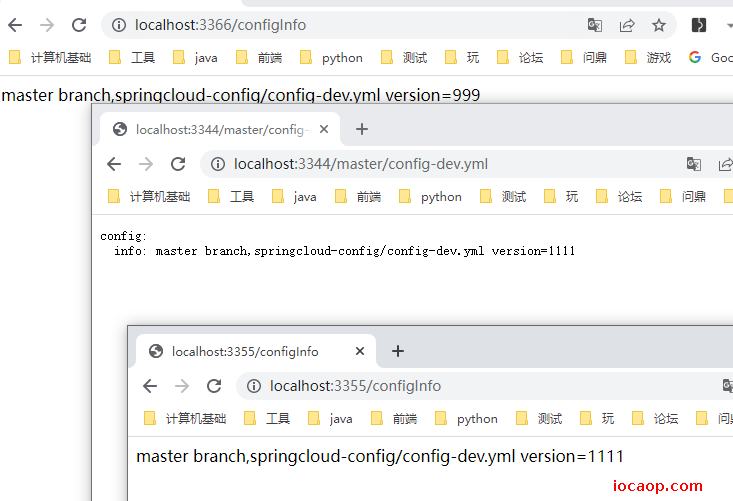 localhost:3366/configInfo
计算机基础 工具 java 前端 python 测试 玩 论坛 问鼎 游戏 Goo
master branch,springcloud-config/config-dev.yml version=999
localhost:3344/master/config-
localhost:3344/master/config-dev.yml
计算机基础 工具 java 前端 python 测试 玩 论坛 问鼎
config:
info: master branch,springcloud-config/config-dev.yml version=1111
localhost:3355/configInfo
localhost:3355/configInfo
计算机基础 工具 java 前端 python 测试 玩 论坛 问
master branch,springcloud-config/config-dev.yml version=1111
iocaop.com